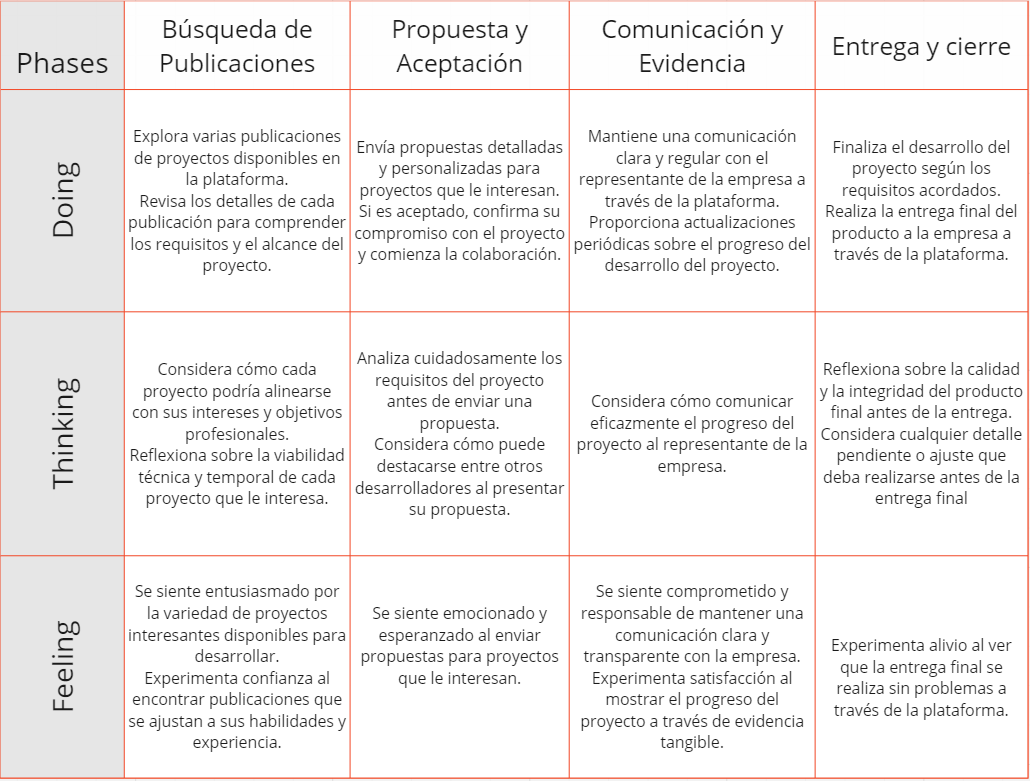 Phases
Búsqueda de
Publicaciones
Propuesta y
Aceptación
Comunicación y
Evidencia
Entrega y cierre
Doing
Explora varias publicaciones
de proyectos disponibles en
la plataforma.
Revisa los detalles de cada
publicación para comprender
los requisitos y el alcance del
proyecto.
Envía propuestas detalladas
y personalizadas para
proyectos que le interesan.
Si es aceptado, confirma su
compromiso con el proyecto
y comienza la colaboración.
Mantiene una comunicación
clara y regular con el
representante de la empresa a
través de la plataforma.
Proporciona actualizaciones
periódicas sobre el progreso del
desarrollo del proyecto.
Finaliza el desarrollo del
proyecto según los
requisitos acordados.
Realiza la entrega final del
producto a la empresa a
través de la plataforma.
Thinking
Considera cómo cada
proyecto podría alinearse
con sus intereses y objetivos
profesionales.
Reflexiona sobre la viabilidad
técnica y temporal de cada
proyecto que le interesa.
Analiza cuidadosamente los
requisitos del proyecto
antes de enviar una
propuesta.
Considera cómo puede
destacarse entre otros
desarrolladores al presentar
su propuesta.
Considera cómo comunicar
eficazmente el progreso del
proyecto al representante de la
empresa.
Reflexiona sobre la calidad
y la integridad del producto
final antes de la entrega.
Considera cualquier detalle
pendiente o ajuste que
deba realizarse antes de la
entrega final
Feeling
Se siente entusiasmado por
la variedad de proyectos
interesantes disponibles para
desarrollar.
Experimenta confianza al
encontrar publicaciones que
se ajustan a sus habilidades y
experiencia.
Se siente emocionado y
esperanzado al enviar
propuestas para proyectos
que le interesan.
Se siente comprometido y
responsable de mantener una
comunicación clara y
transparente con la empresa.
Experimenta satisfacción al
mostrar el progreso del
proyecto a través de evidencia
tangible.
Experimenta alivio al ver
que la entrega final se
realiza sin problemas a
través de la plataforma.